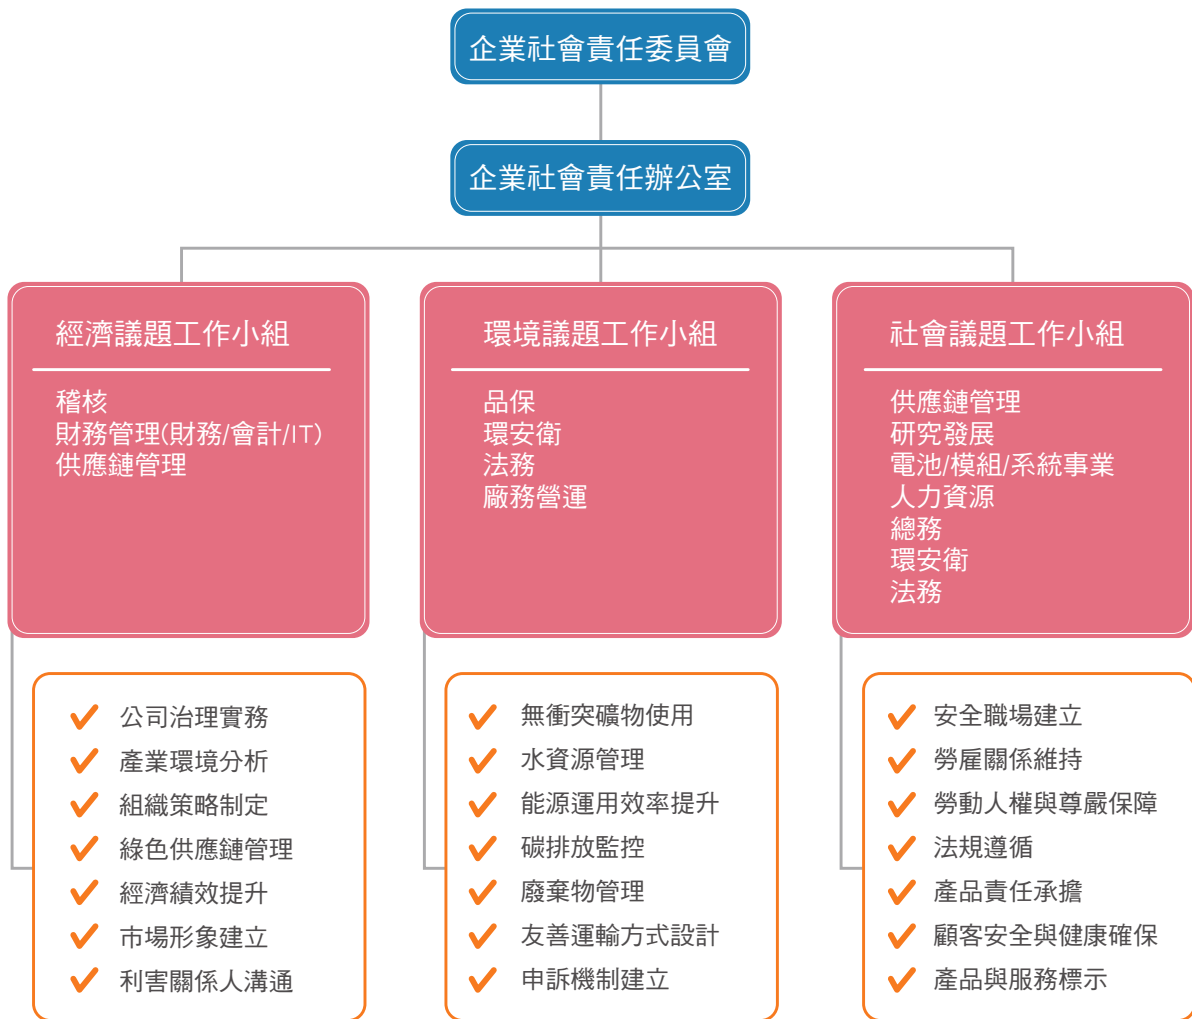 企業社會責任委員會
企業社會責任辦公室
經濟議題工作小組
稽核
財務管理(財務/會計/IT)
供應鏈管理
環境議題工作小組
品保
環安衛
法務
廠務營運
社會議題工作小組
供應鏈管理
研究發展
電池/模組/系統事業
人力資源
總務
環安衛
法務
公司治理實務
產業環境分析
組織策略制定
綠色供應鏈管理
經濟績效提升
市場形象建立
利害關係人溝通
無衝突礦物使用
水資源管理
能源運用效率提升
碳排放監控
廢棄物管理
友善運輸方式設計
申訴機制建立
安全職場建立
勞雇關係維持
勞動人權與尊嚴保障
法規遵循
產品責任承擔
顧客安全與健康確保
產品與服務標示